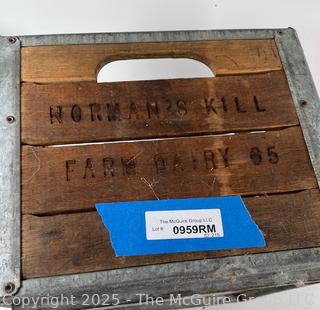 NORMAN'S KILL
FARM DAIRY 65
The McGuire Group LLC
Lot #: 0959RM
Copyright 2025 - The McGuire Group LLC